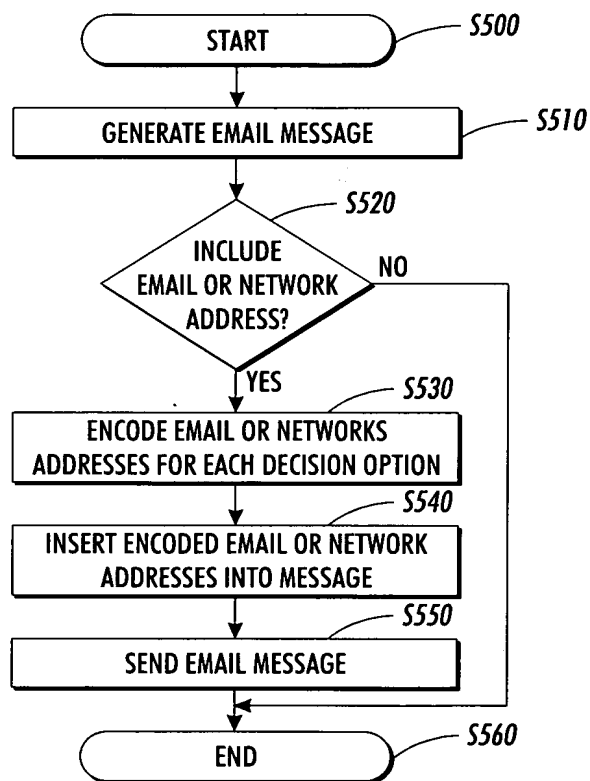 START
S500
GENERATE EMAIL MESSAGE
S510
S520
INCLUDE
EMAIL OR NETWORK
ADDRESS?
NO
YES
S530
ENCODE EMAIL OR NETWORKS
ADDRESSES FOR EACH DECISION OPTION
S540
INSERT ENCODED EMAIL OR NETWORK
ADDRESSES INTO MESSAGE
S550
SEND EMAIL MESSAGE
END
S560